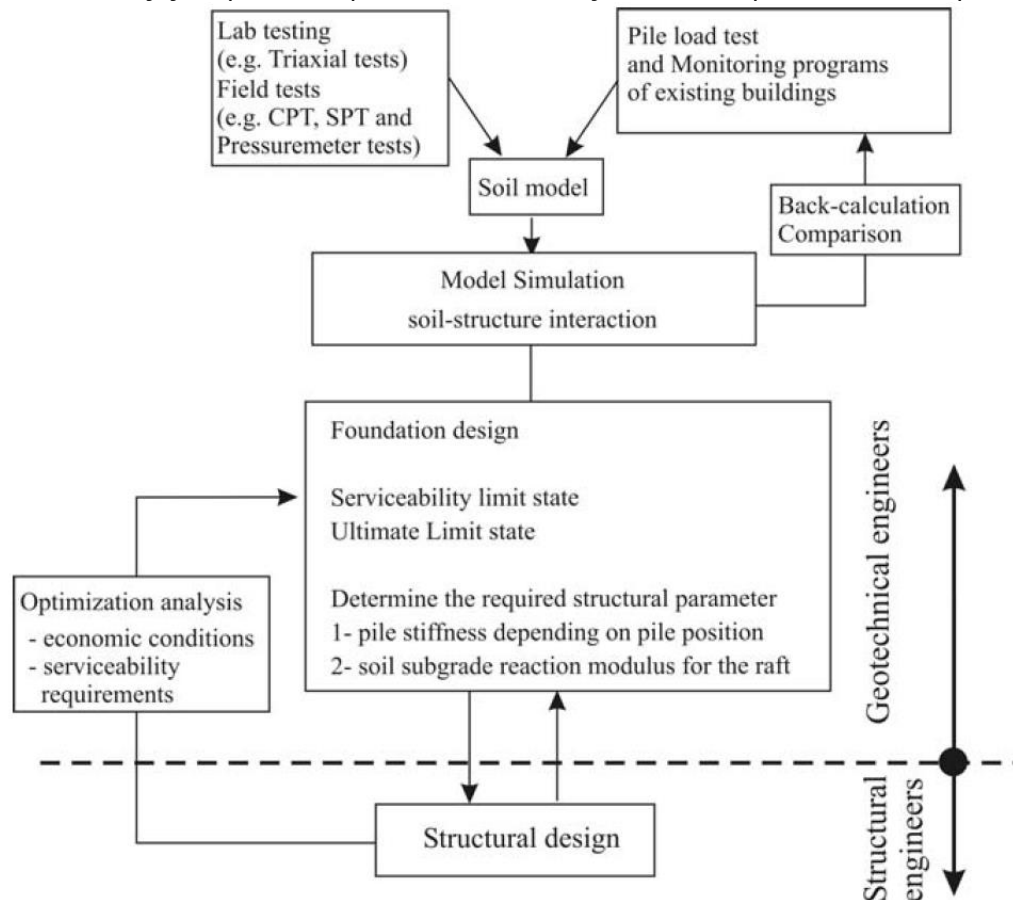 Lab testing
(e.g. Triaxial tests)
Field tests
(e.g. CPT, SPT and
Pressuremeter tests)
Pile load test
and Monitoring programs
of existing buildings
Soil model
Back-calculation
Comparison
Model Simulation
soil-structure interaction
Foundation design
Serviceability limit state
Ultimate Limit state
Determine the required structural parameter
1- pile stiffness depending on pile position
2- soil subgrade reaction modulus for the raft
Optimization analysis
- economic conditions
- serviceability
requirements
Geotechnical engineers
Structural design
Structural
engineers